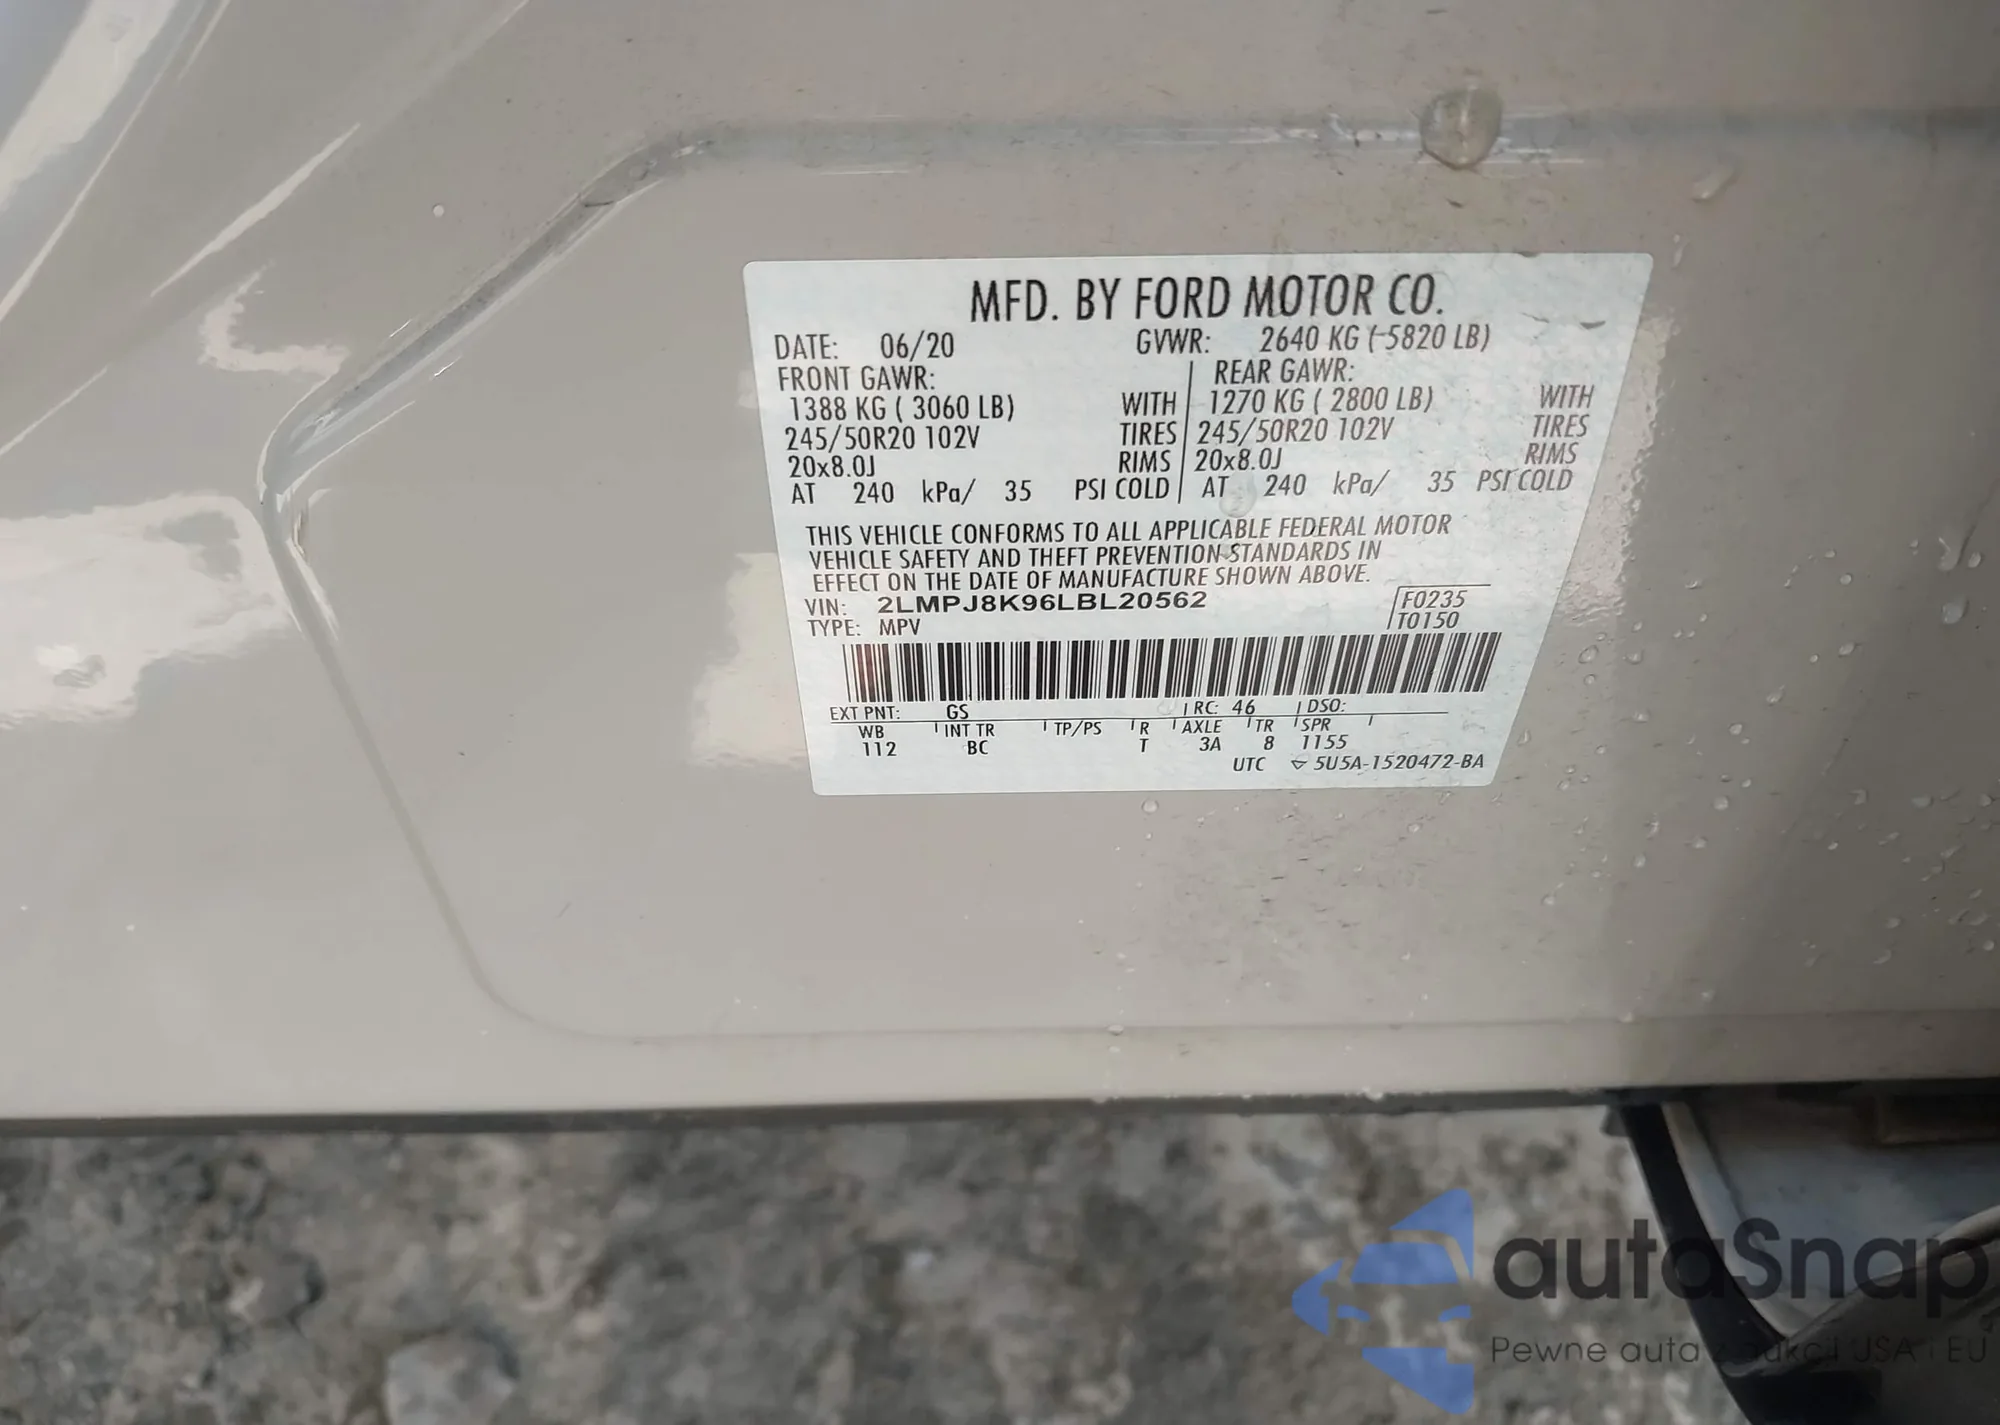 MFD. BY FORD MOTOR CO.
DATE: 06/20 GVWR: 2640 KG ( 5820 LB)
FRONT GAWR: REAR GAWR:
1388 KG ( 3060 LB) WITH 1270 KG ( 2800 LB) WITH
245/50R20 102V TIRES 245/50R20 102V TIRES
20x8.0J RIMS 20x8.0J RIMS
AT 240 kPa/ 35 PSI COLD AT 240 kPa/ 35 PSI COLD
THIS VEHICLE CONFORMS TO ALL APPLICABLE FEDERAL MOTOR
VEHICLE SAFETY AND THEFT PREVENTION STANDARDS IN
EFFECT ON THE DATE OF MANUFACTURE SHOWN ABOVE.
VIN: 2LMPJ8K96LBL20562 F0235
TYPE: MPV T0150
EXT PNT: GS RC: 46 DSO:
WB INT TR TP/PS R AXLE TR SPR
112 BC T 3A 8 1155
UTC 5U5A-1520472-BA
autaSnap
Pewne auta z aukcji USA i EU